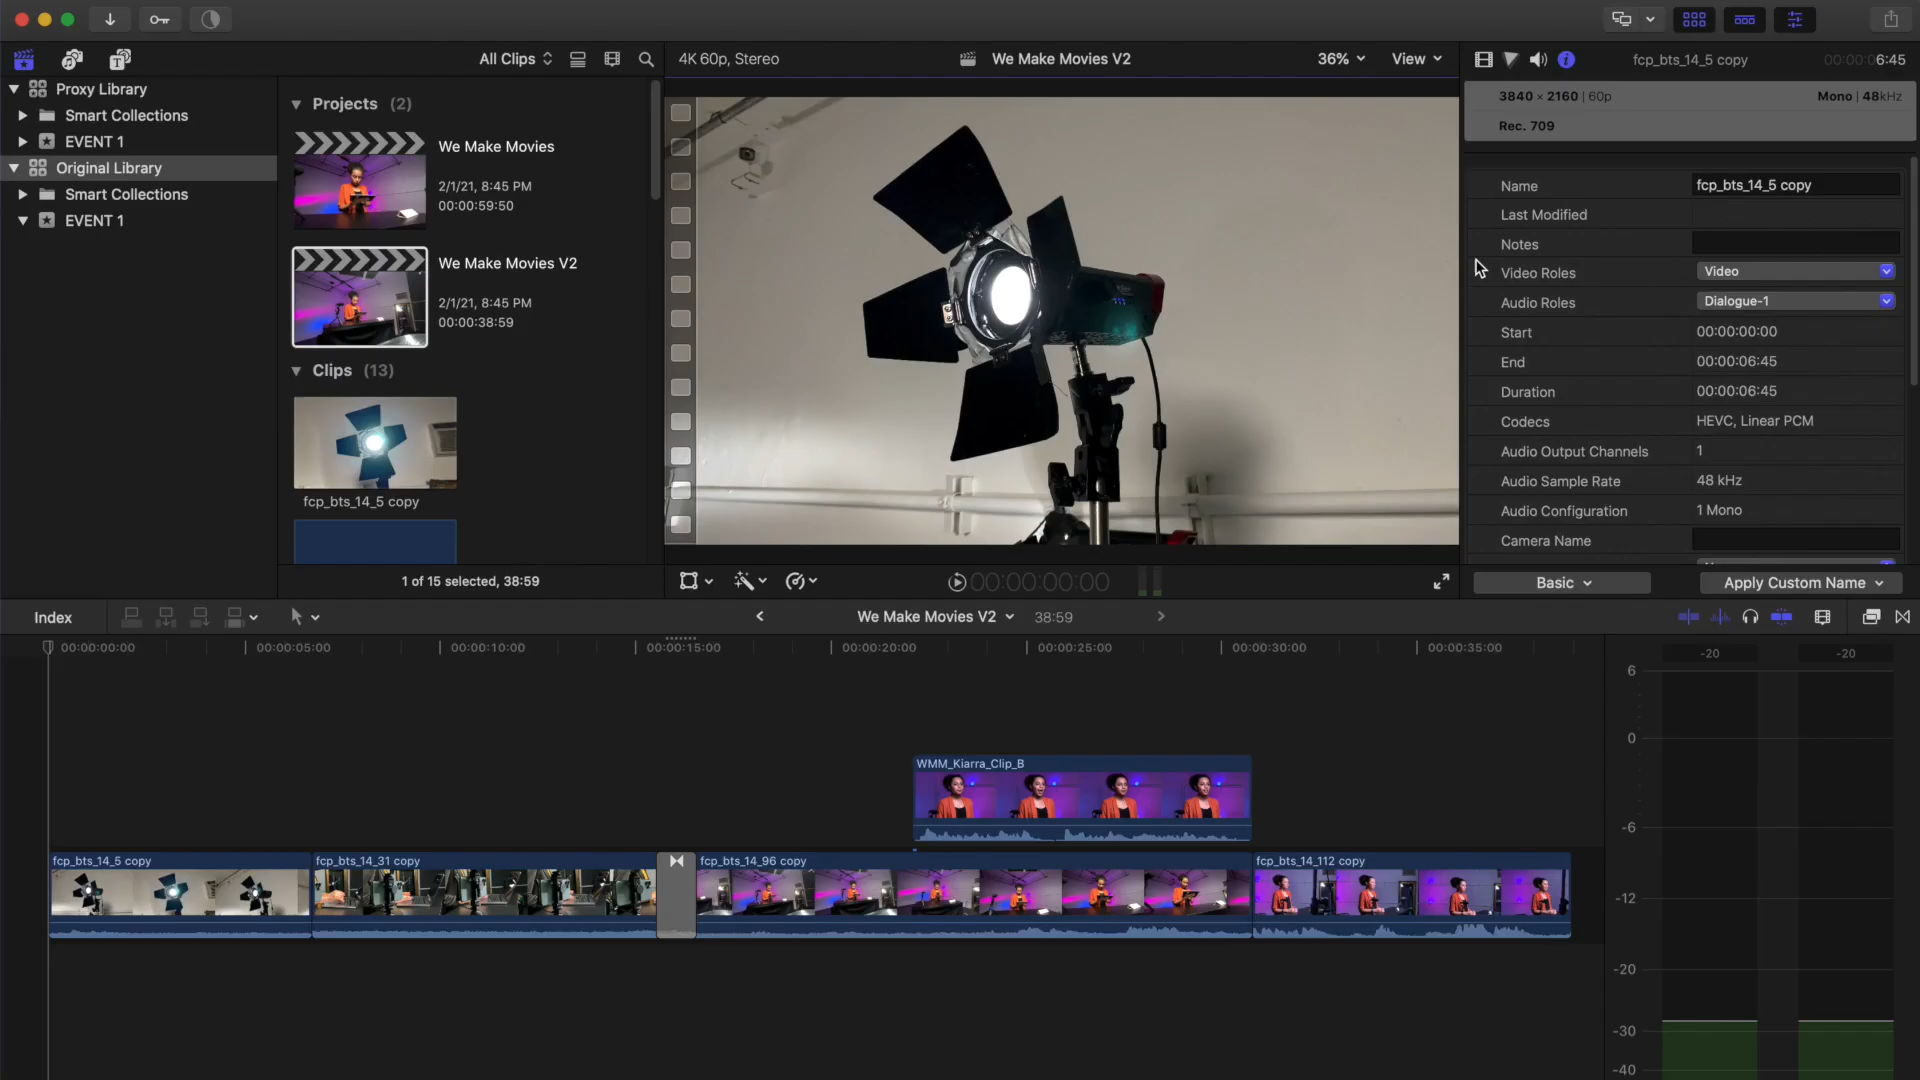 All Clips
4K 60p, Stereo
We Make Movies V2
36%
View
fcp_bts_14_5 copy
00:00:06:45
Proxy Library
Smart Collections
EVENT 1
Original Library
Smart Collections
EVENT 1
Projects (2)
We Make Movies
2/1/21, 8:45 PM
00:00:59:50
We Make Movies V2
2/1/21, 8:45 PM
00:00:38:59
Clips (13)
fcp_bts_14_5 copy
1 of 15 selected, 38:59
00:00:00:00
3840 × 2160 | 60p
Mono | 48kHz
Rec. 709
Name fcp_bts_14_5 copy
Last Modified
Notes
Video Roles Video
Audio Roles Dialogue-1
Start 00:00:00:00
End 00:00:06:45
Duration 00:00:06:45
Codecs HEVC, Linear PCM
Audio Output Channels 1
Audio Sample Rate 48 kHz
Audio Configuration 1 Mono
Camera Name
Basic
Apply Custom Name
Index
We Make Movies V2
38:59
00:00:00:00
00:00:05:00
00:00:10:00
00:00:15:00
00:00:20:00
00:00:25:00
00:00:30:00
00:00:35:00
WMM_Kiarra_Clip_B
fcp_bts_14_5 copy
fcp_bts_14_31 copy
fcp_bts_14_96 copy
fcp_bts_14_112 copy
-20
-20
6
0
-6
-12
-20
-30
-40